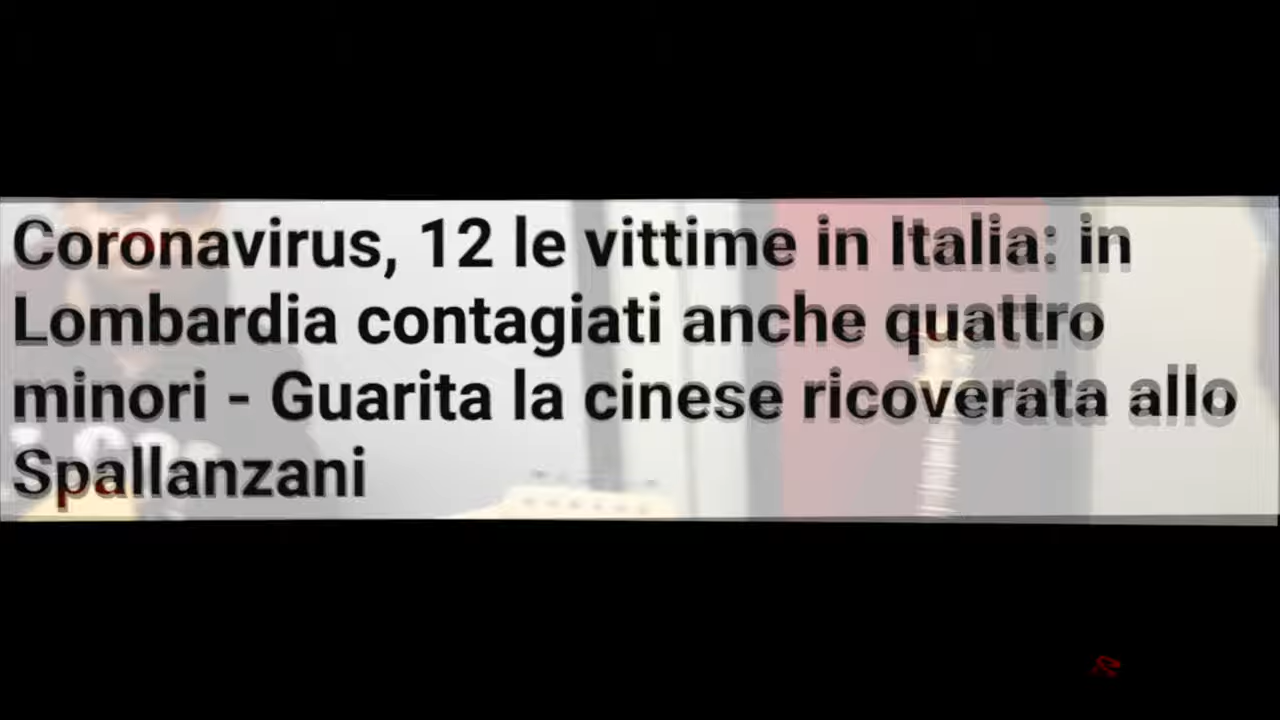 Coronavirus, 12 le vittime in Italia: in
Lombardia contagiati anche quattro
minori - Guarita la cinese ricoverata allo
Spallanzani